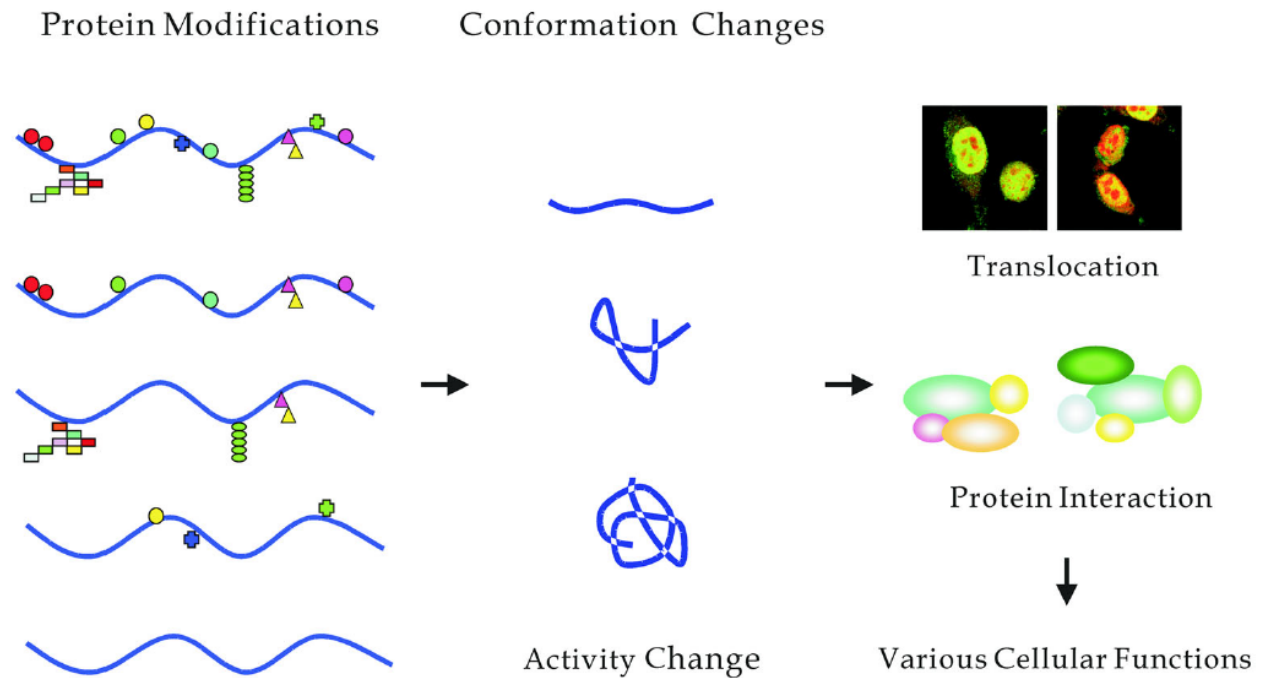 Protein Modifications
Conformation Changes
Translocation
Protein Interaction
Activity Change
Various Cellular Functions